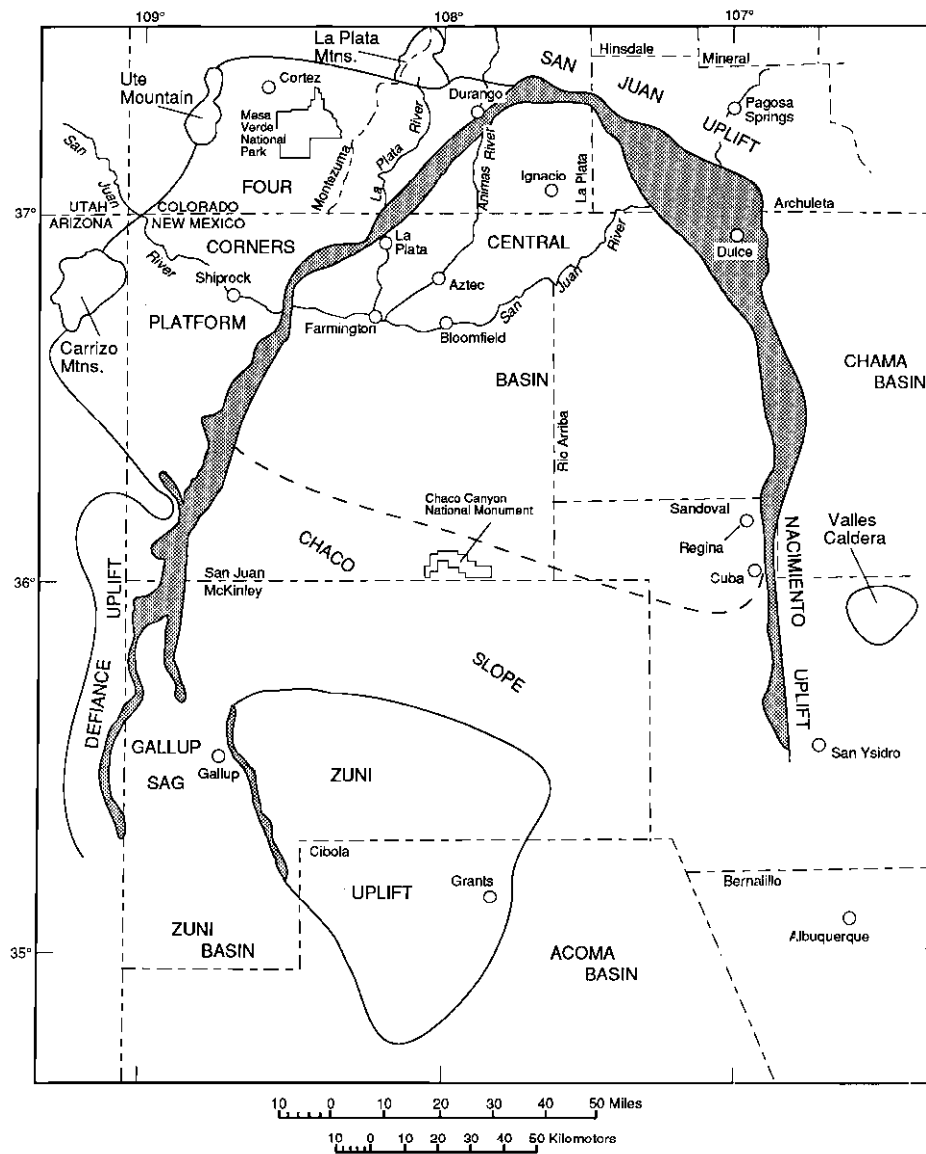 109°
108°
107°
La Plata
Mtns.
SAN
JUAN
UPLIFT
Hinsdale
Mineral
Ute
Mountain
Cortez
Durango
Pagosa
Springs
Mesa
Verde
National
Park
San
Juan
River
Montezuma
La Plata
River
Animas River
Ignacio
La Plata
FOUR
CORNERS
PLATFORM
37°
UTAH
COLORADO
ARIZONA
NEW MEXICO
Archuleta
CENTRAL
BASIN
La
Plata
Dulce
Shiprock
Aztec
San Juan River
Farmington
Bloomfield
Carrizo
Mtns.
CHAMA
BASIN
Rio Arriba
Chaco Canyon
National Monument
Sandoval
Regina
Cuba
Valles
Caldera
CHACO
SLOPE
NACIMIENTO
UPLIFT
36°
San Juan
McKinley
DEFIANCE UPLIFT
GALLUP
SAG
Gallup
San Ysidro
ZUNI
UPLIFT
Cibola
Grants
Bernalillo
Albuquerque
ZUNI
BASIN
35°
ACOMA
BASIN
10 0 10 20 30 40 50 Miles
10 0 10 20 30 40 50 Kilomotors